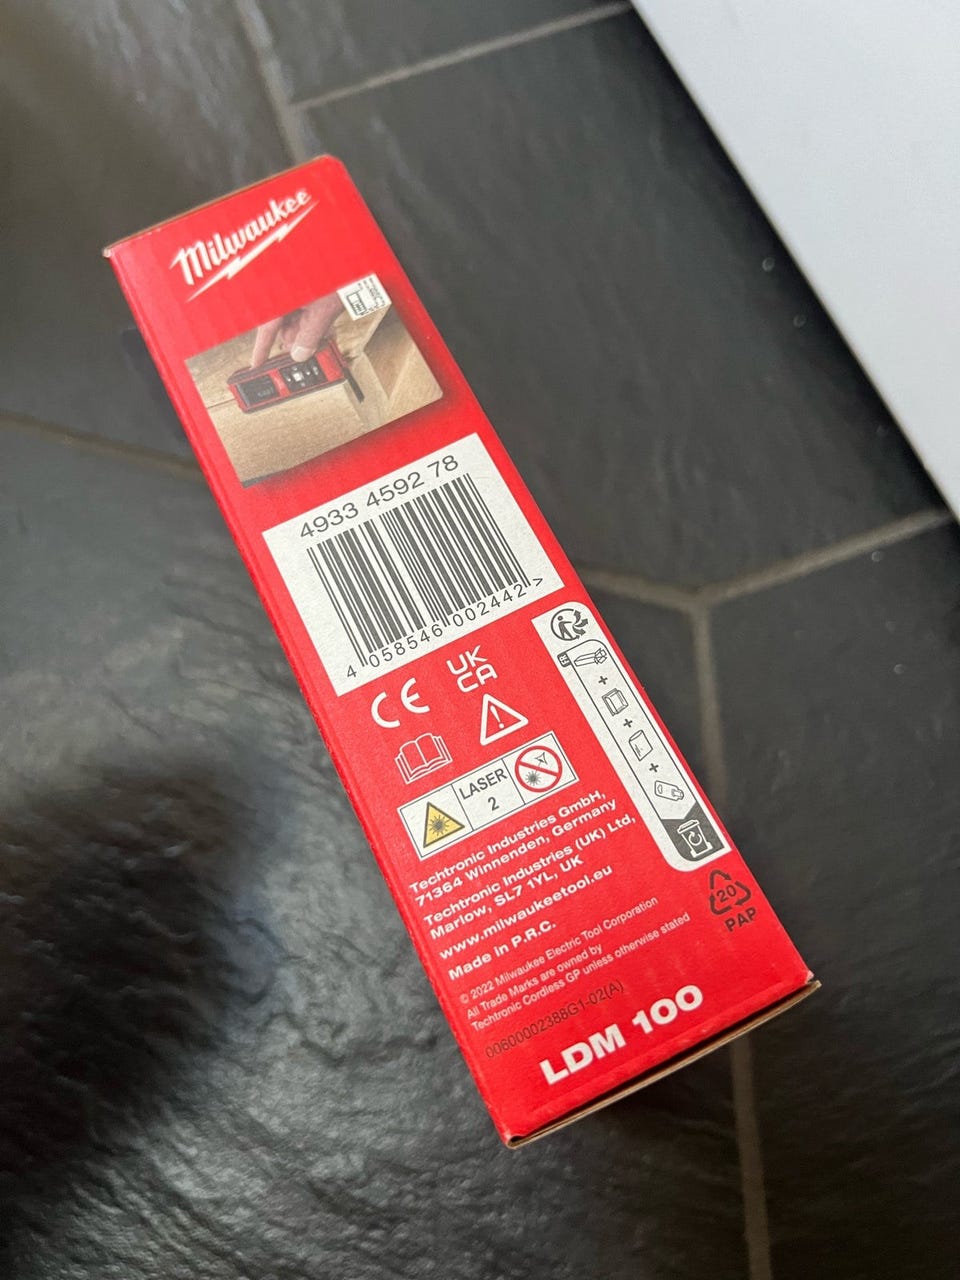 Milwaukee
4933 4592 78
4 058546 002442 >
CE
UK
CA
LASER
2
Techtronic Industries GmbH,
71364 Winnenden, Germany
Techtronic Industries (UK) Ltd,
Marlow, SL7 1YL, UK
www.milwaukeetool.eu
Made in P.R.C.
© 2022 Milwaukee Electric Tool Corporation
All Trade Marks are owned by
Techtronic Cordless GP unless otherwise stated
00600002388G1-02(A)
20
PAP
LDM 100